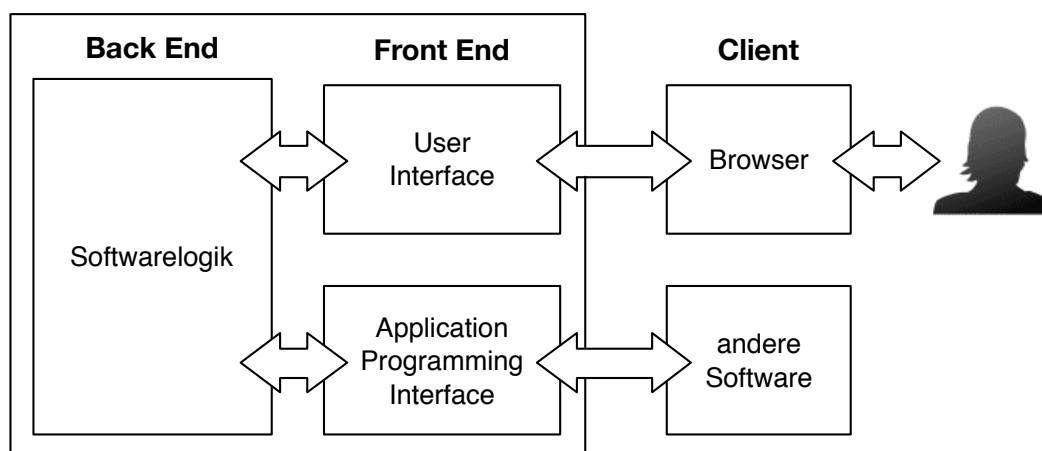 Back End
Front End
Client
Softwarelogik
User
Interface
Browser
Application
Programming
Interface
andere
Software